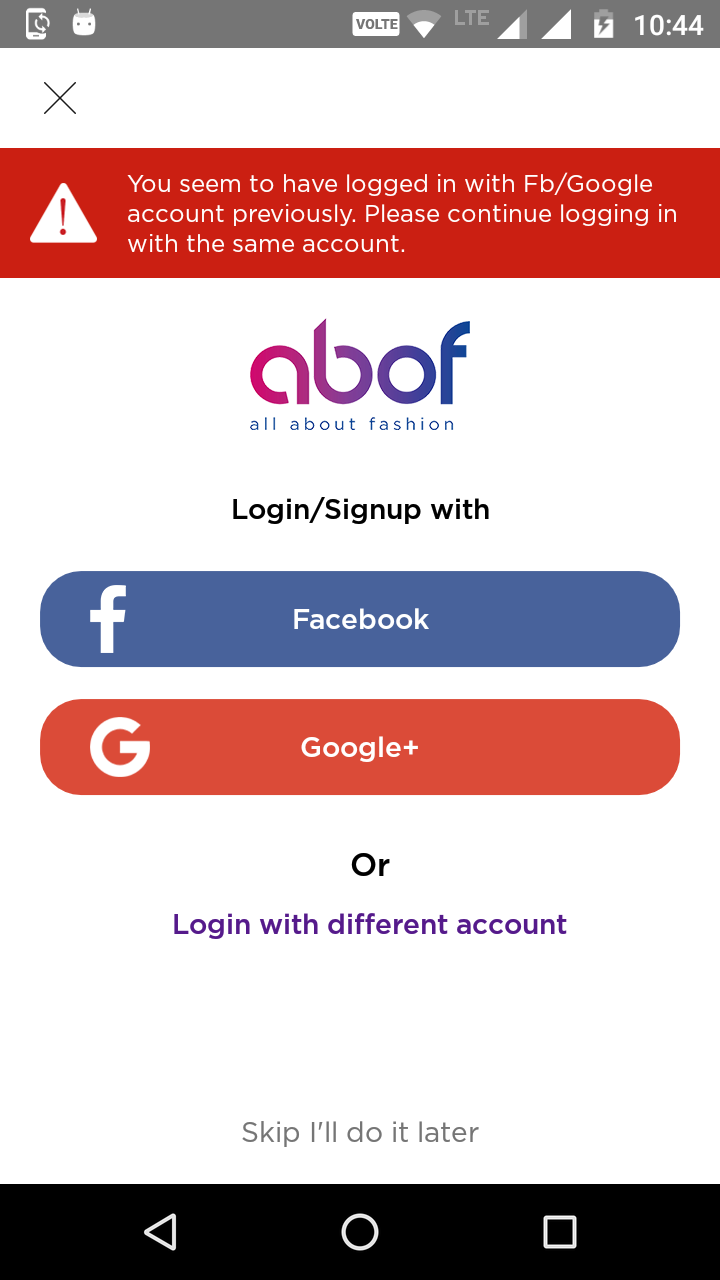 VOLTE LTE 10:44
You seem to have logged in with Fb/Google
account previously. Please continue logging in
with the same account.
abof
all about fashion
Login/Signup with
Facebook
Google+
Or
Login with different account
Skip I'll do it later